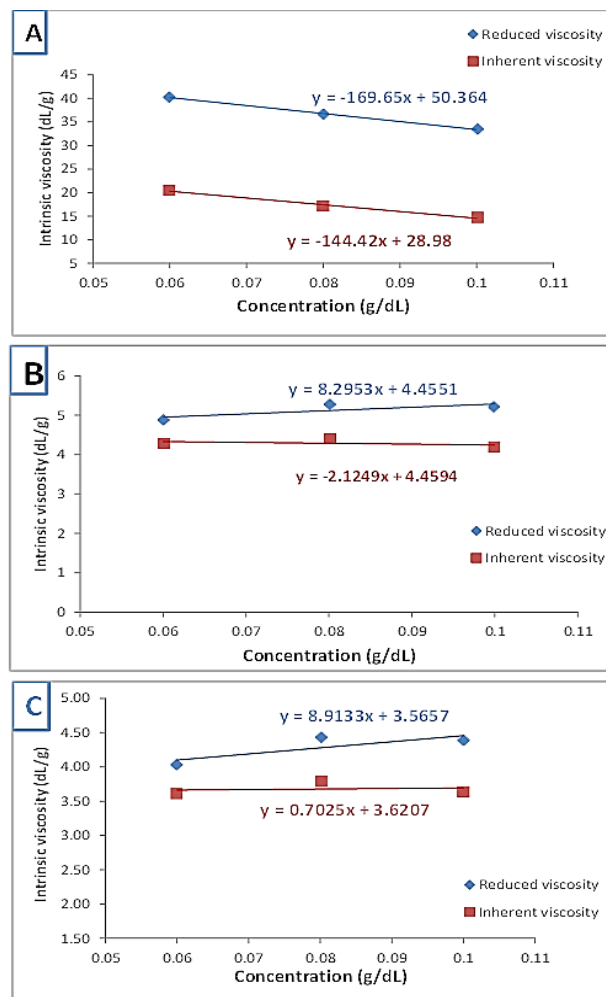 A
Reduced viscosity
Inherent viscosity
45
40
35
30
25
20
15
10
5
Intrinsic viscosity (dL/g)
y = -169.65x + 50.364
y = -144.42x + 28.98
0.05 0.06 0.07 0.08 0.09 0.1 0.11
Concentration (g/dL)
B
6
5
4
3
2
1
0
Intrinsic viscosity (dL/g)
y = 8.2953x + 4.4551
y = -2.1249x + 4.4594
Reduced viscosity
Inherent viscosity
0.05 0.06 0.07 0.08 0.09 0.1 0.11
Concentration (g/dL)
C
5.00
4.50
4.00
3.50
3.00
2.50
2.00
1.50
Intrinsic viscosity (dL/g)
y = 8.9133x + 3.5657
y = 0.7025x + 3.6207
Reduced viscosity
Inherent viscosity
0.05 0.06 0.07 0.08 0.09 0.1 0.11
Concentration (g/dL)